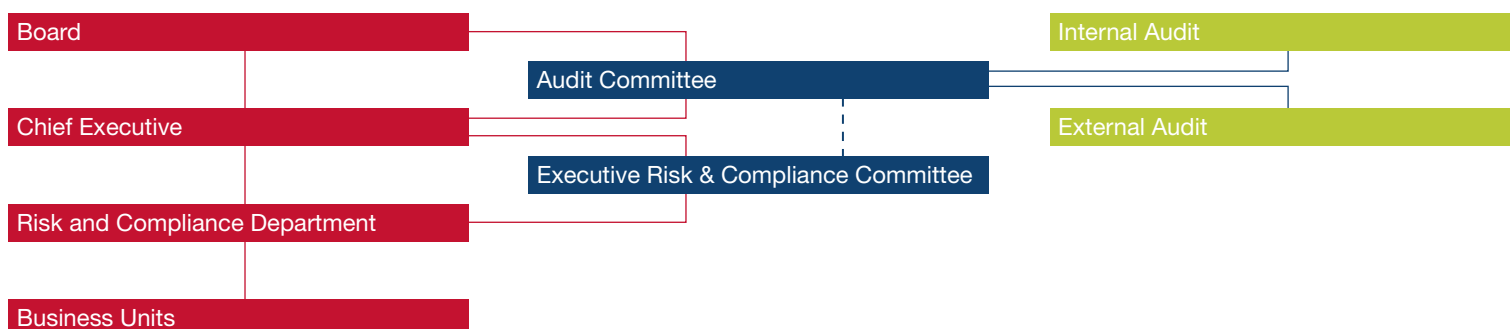 Board
Internal Audit
Audit Committee
Chief Executive
External Audit
Executive Risk & Compliance Committee
Risk and Compliance Department
Business Units